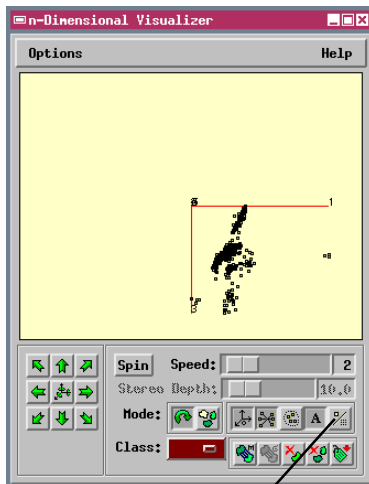 n-Dimensional Visualizer
Options Help
1
Spin Speed: 2
Stereo Depth: 10.0
Mode: A
Class: